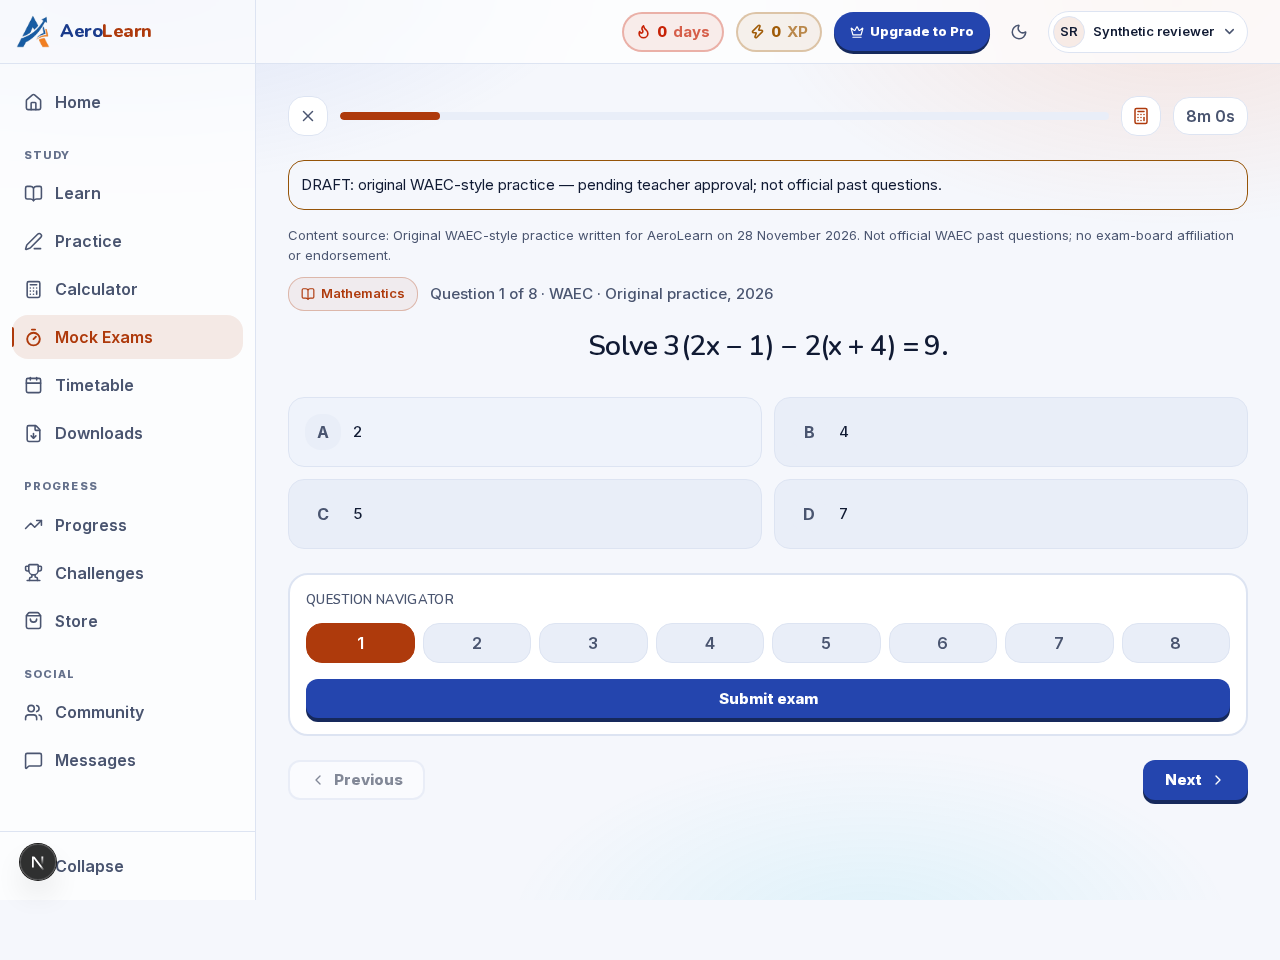 AeroLearn
0 days
0 XP
Upgrade to Pro
SR
Synthetic reviewer
Home
STUDY
Learn
Practice
Calculator
Mock Exams
Timetable
Downloads
PROGRESS
Progress
Challenges
Store
SOCIAL
Community
Messages
N
Collapse
8m 0s
DRAFT: original WAEC-style practice — pending teacher approval; not official past questions.
Content source: Original WAEC-style practice written for AeroLearn on 28 November 2026. Not official WAEC past questions; no exam-board affiliation
or endorsement.
Mathematics
Question 1 of 8 · WAEC · Original practice, 2026
Solve 3(2x − 1) − 2(x + 4) = 9.
A 2
B 4
C 5
D 7
QUESTION NAVIGATOR
1 2 3 4 5 6 7 8
Submit exam
Previous
Next